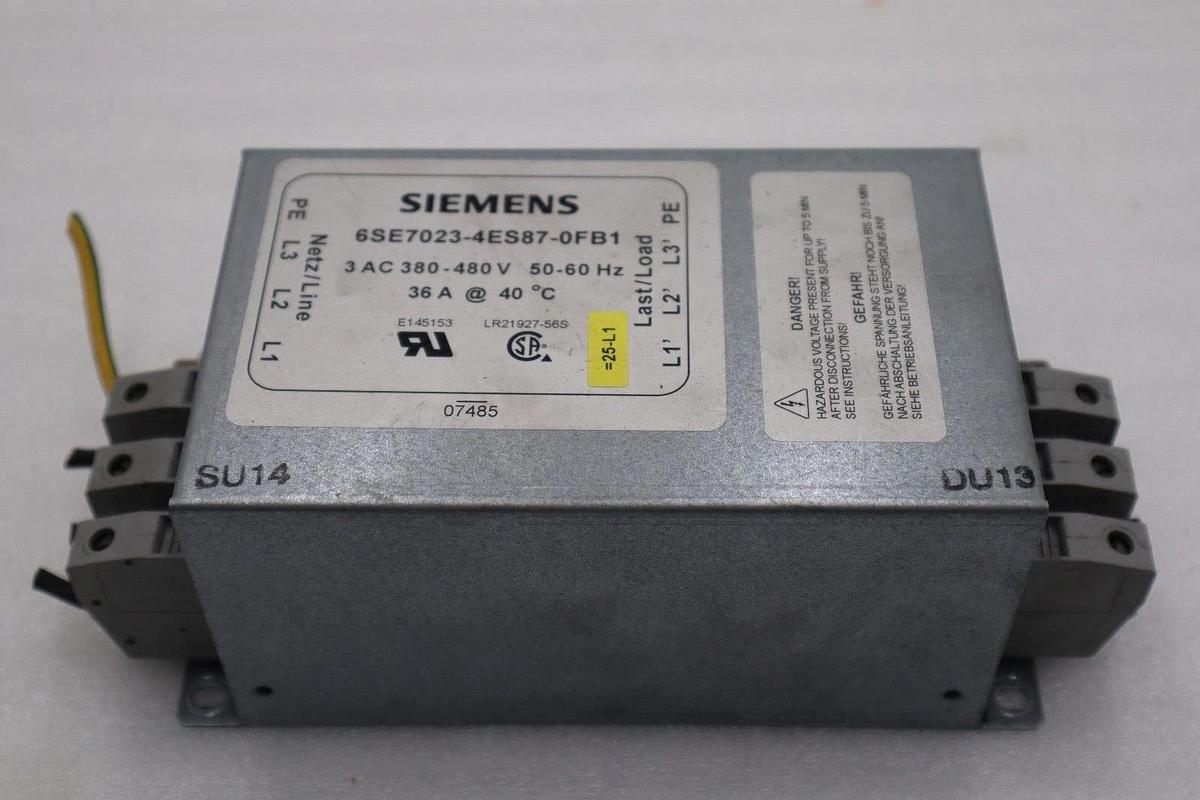 SIEMENS
6SE7023-4ES87-0FB1
3 AC 380-480 V 50-60 Hz
36 A @ 40 °C
E145153 LR21927-56S
Netz/Line
PE L3 L2 L1
Last/Load
L1' L2' L3' PE
=25-L1
07485
DANGER!
HAZARDOUS VOLTAGE PRESENT FOR UP TO 5 MIN
AFTER DISCONNECTION FROM SUPPLY!
SEE INSTRUCTIONS!
GEFAHR!
GEFÄHRLICHE SPANNUNG STEHT NOCH BIS ZU 5 MIN
NACH ABSCHALTUNG DER VERSORGUNG AN!
SIEHE BETRIEBSANLEITUNG!
SU14
DU13